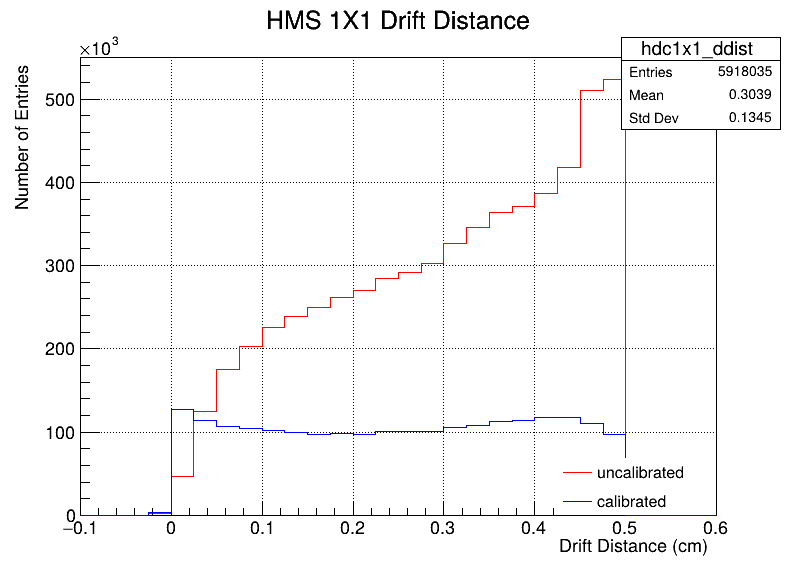 HMS 1X1 Drift Distance
×10³
hdc1x1_ddist
Entries 5918035
Mean 0.3039
Std Dev 0.1345
Number of Entries
500
400
300
200
100
0
−0.1 0 0.1 0.2 0.3 0.4 0.5 0.6
uncalibrated
calibrated
Drift Distance (cm)